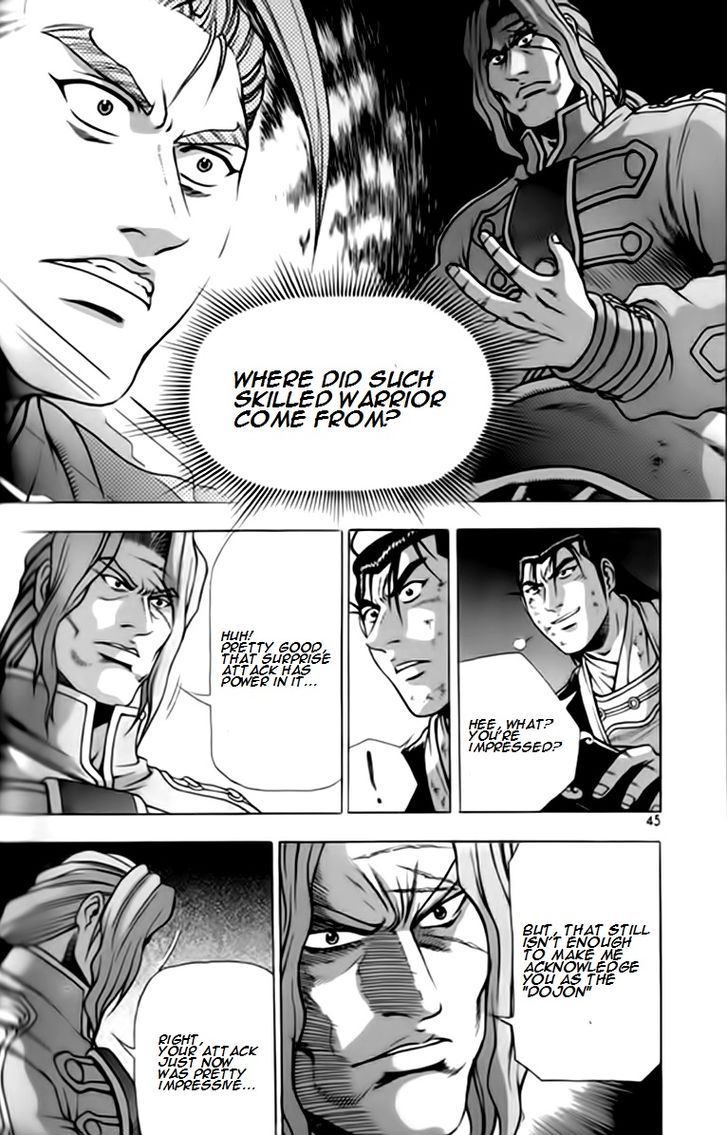 WHERE DID SUCH
SKILLED WARRIOR
COME FROM?
HUH!
PRETTY GOOD,
THAT SURPRISE
ATTACK HAS
POWER IN IT...
!
HEE, WHAT?
YOU'RE
IMPRESSED?
45
RIGHT,
YOUR ATTACK
JUST NOW
WAS PRETTY
IMPRESSIVE...
BUT, THAT STILL
ISN'T ENOUGH
TO MAKE ME
ACKNOWLEDGE
YOU AS THE
"DOJON"